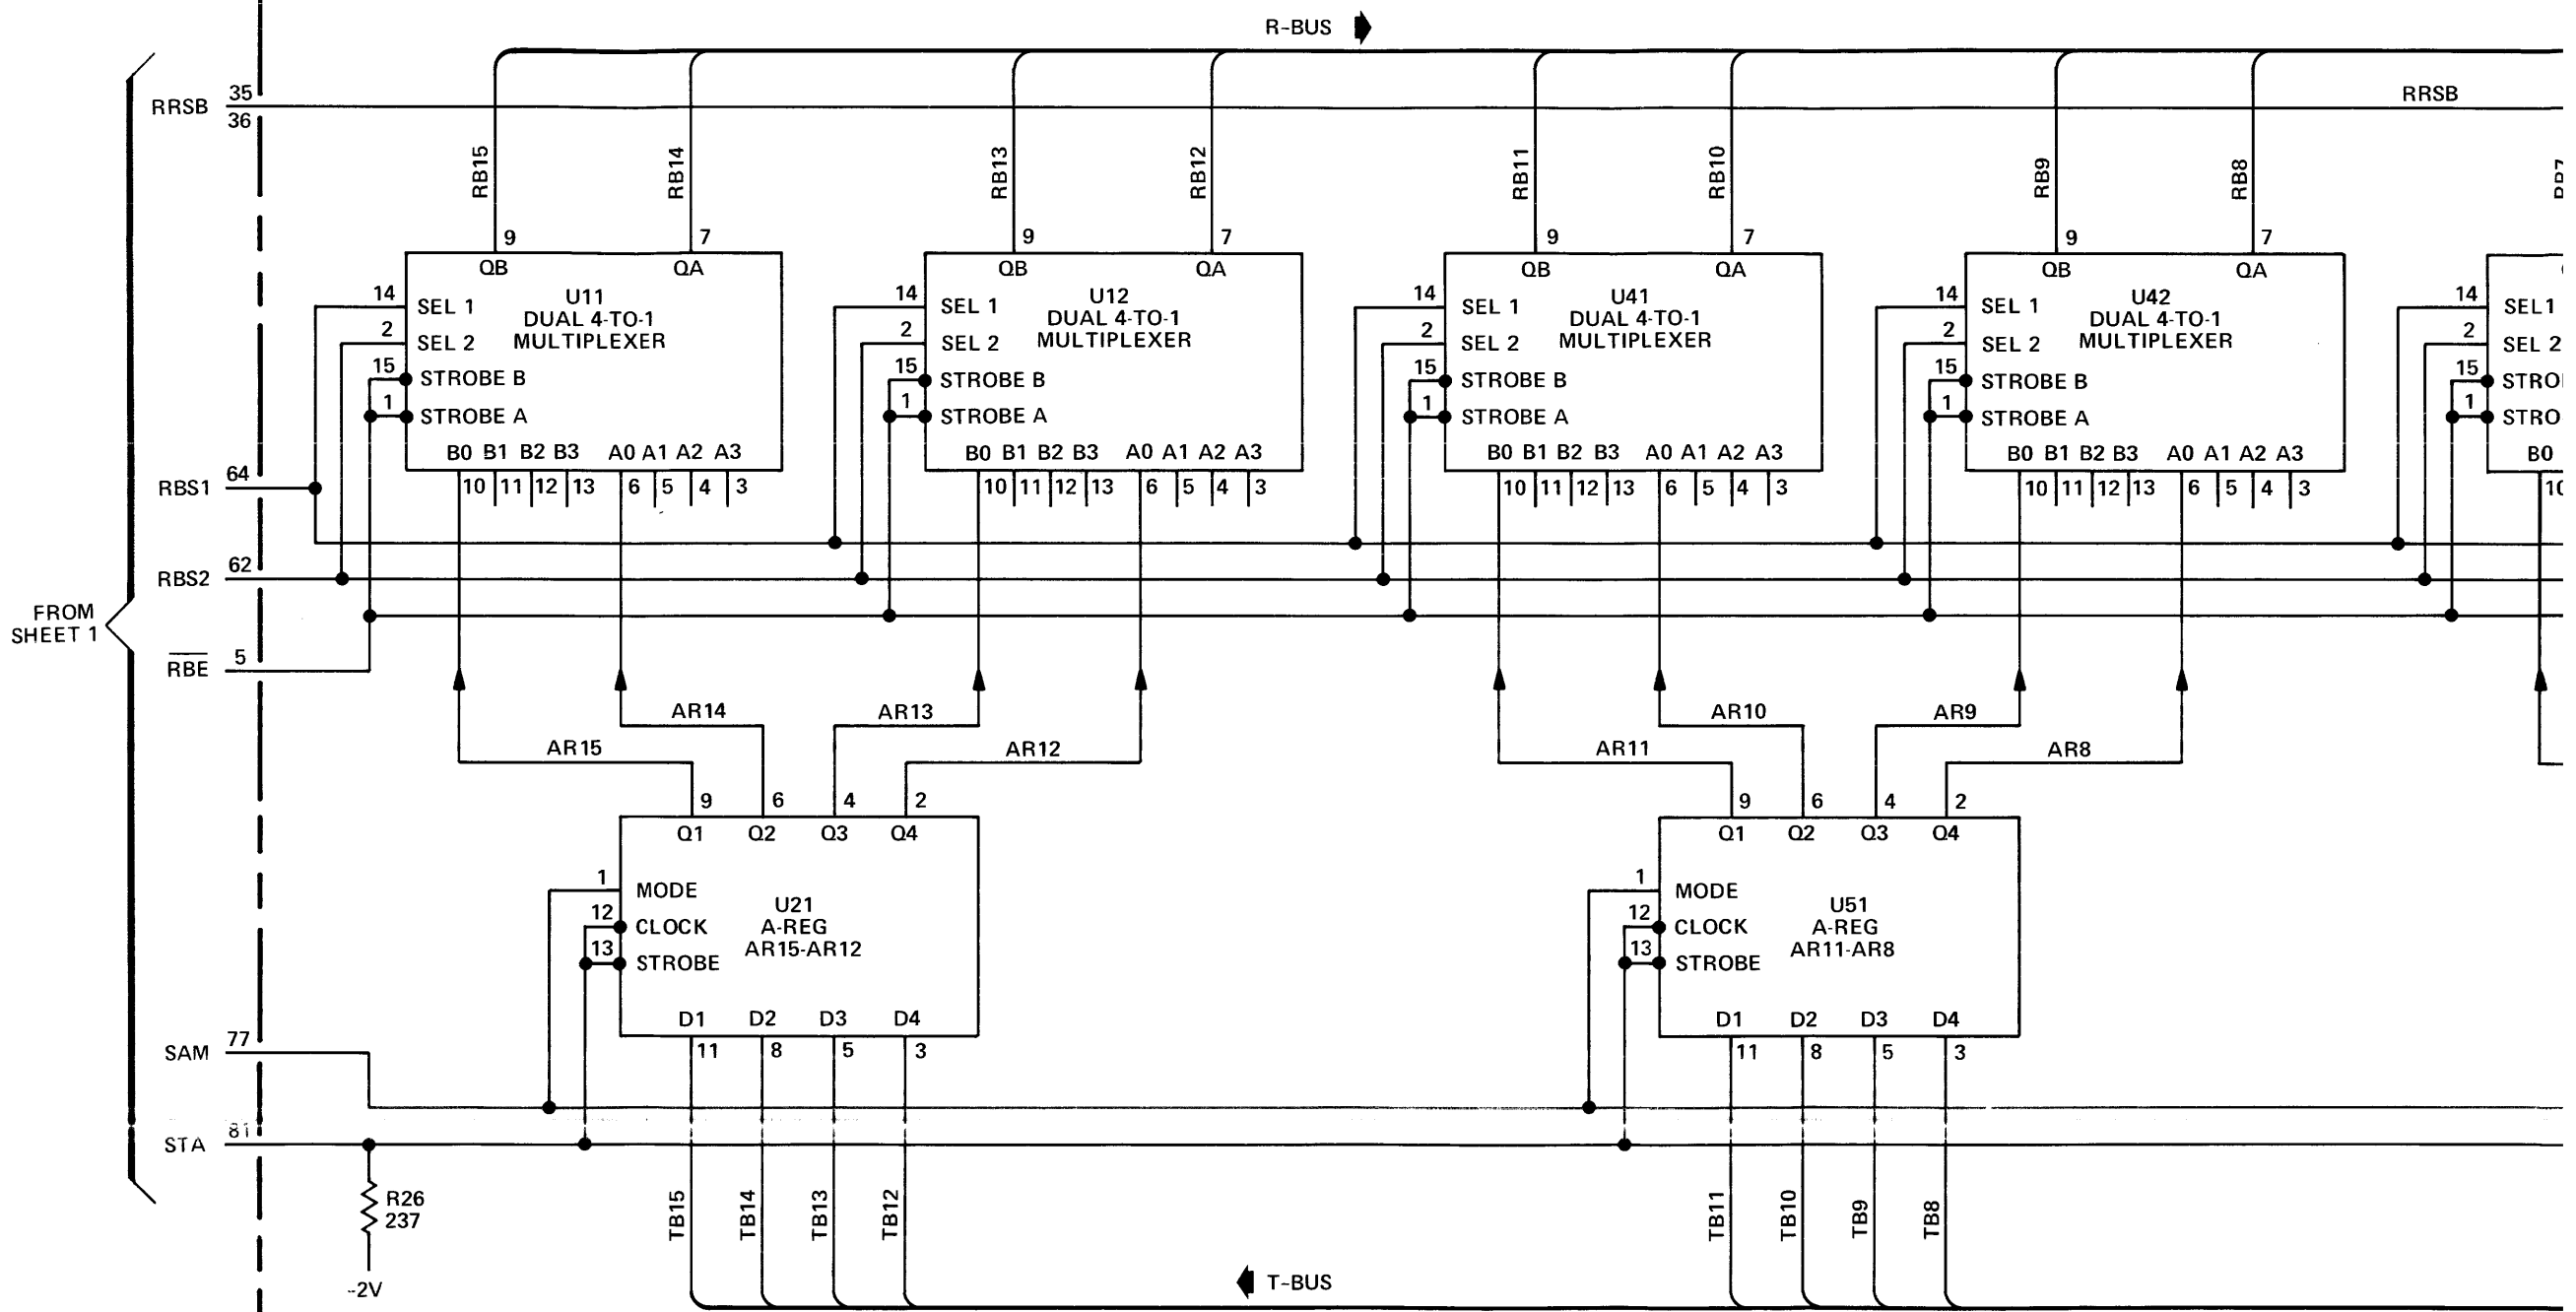 R-BUS
RRSB 35
36
RRSB
RB15 RB14 RB13 RB12 RB11 RB10 RB9 RB8
9 7 9 7 9 7 9 7
QB QA QB QA QB QA QB QA
14 SEL 1 U11 14 SEL 1 U12 14 SEL 1 U41 14 SEL 1 U42 14 SEL1
DUAL 4-TO-1 DUAL 4-TO-1 DUAL 4-TO-1 DUAL 4-TO-1
2 SEL 2 MULTIPLEXER 2 SEL 2 MULTIPLEXER 2 SEL 2 MULTIPLEXER 2 SEL 2 MULTIPLEXER 2 SEL 2
15 STROBE B 15 STROBE B 15 STROBE B 15 STROBE B 15 STRO
1 STROBE A 1 STROBE A 1 STROBE A 1 STROBE A 1 STRO
B0 B1 B2 B3 A0 A1 A2 A3 B0 B1 B2 B3 A0 A1 A2 A3 B0 B1 B2 B3 A0 A1 A2 A3 B0 B1 B2 B3 A0 A1 A2 A3 B0
10 11 12 13 6 5 4 3 10 11 12 13 6 5 4 3 10 11 12 13 6 5 4 3 10 11 12 13 6 5 4 3
RBS1 64
RBS2 62
FROM
SHEET 1
RBE 5
AR14 AR13 AR10 AR9
AR15 AR12 AR11 AR8
9 6 4 2 9 6 4 2
Q1 Q2 Q3 Q4 Q1 Q2 Q3 Q4
1 MODE 1 MODE
12 CLOCK 12 CLOCK
13 STROBE 13 STROBE
U21 U51
A-REG A-REG
AR15-AR12 AR11-AR8
D1 D2 D3 D4 D1 D2 D3 D4
11 8 5 3 11 8 5 3
SAM 77
STA 81
R26
237
-2V
TB15 TB14 TB13 TB12 TB11 TB10 TB9 TB8
T-BUS